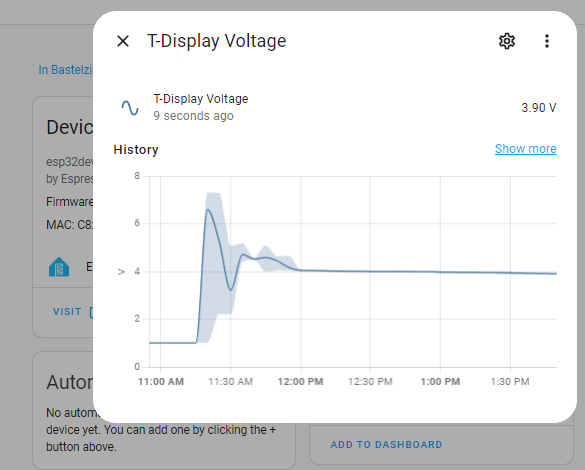 T-Display Voltage
In Bastelzi
T-Display Voltage
9 seconds ago
3.90 V
Devic
esp32dev
by Espres
Firmware
MAC: C8:
E
VISIT
History
Show more
8
6
4
2
0
V
11:00 AM
11:30 AM
12:00 PM
12:30 PM
1:00 PM
1:30 PM
Autor
No autom
device yet. You can add one by clicking the +
button above.
ADD TO DASHBOARD